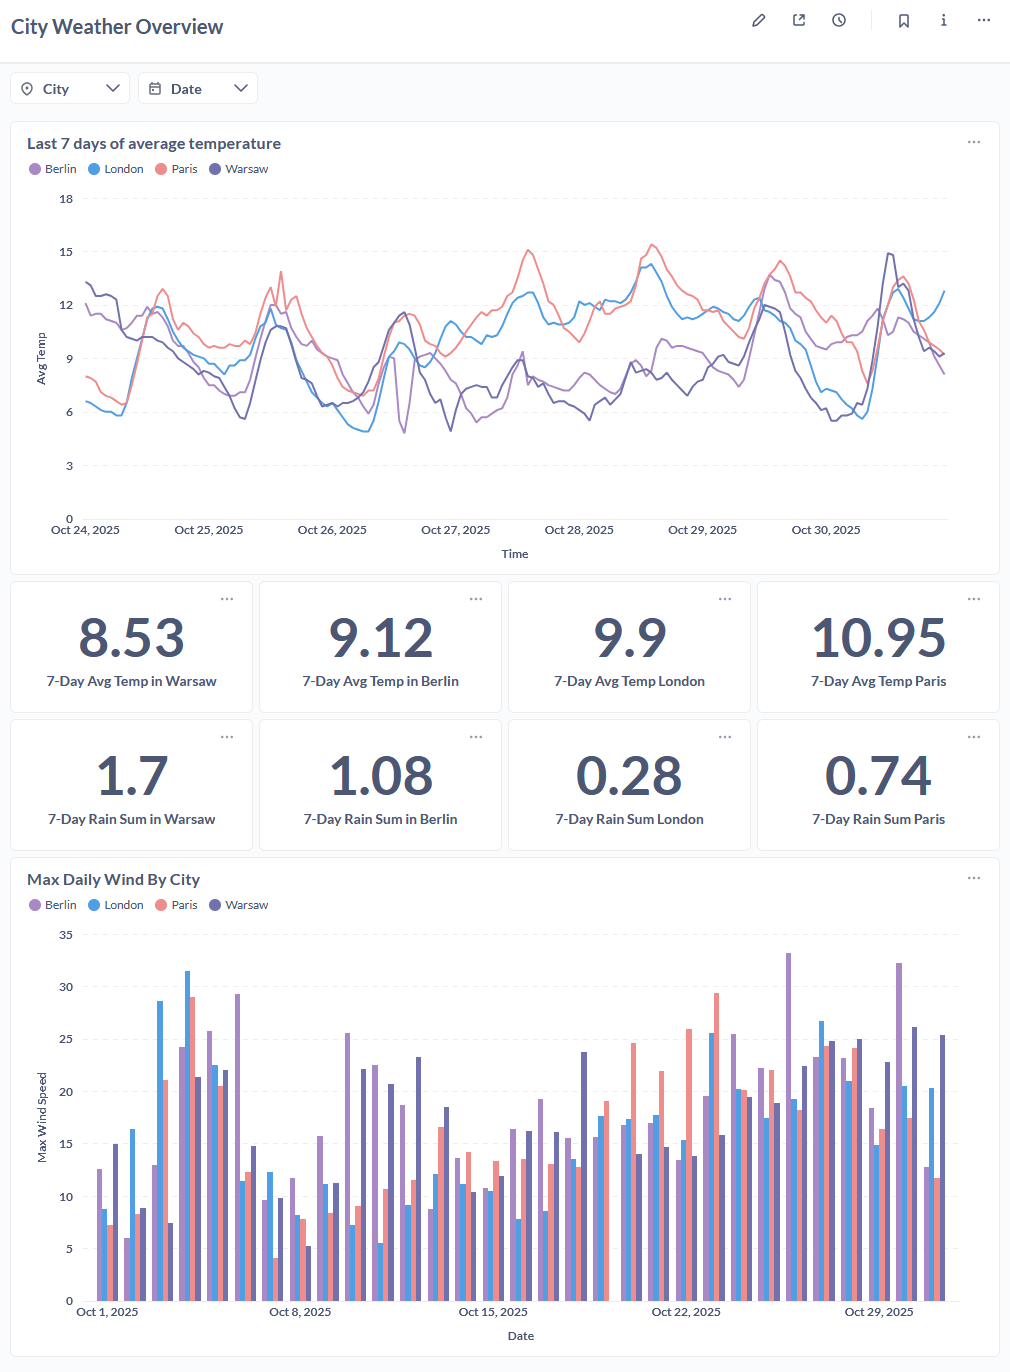 City Weather Overview
City Date
Last 7 days of average temperature
Berlin London Paris Warsaw
18
15
12
9
6
3
0
Avg Temp
Oct 24, 2025 Oct 25, 2025 Oct 26, 2025 Oct 27, 2025 Oct 28, 2025 Oct 29, 2025 Oct 30, 2025
Time
8.53 9.12 9.9 10.95
7-Day Avg Temp in Warsaw 7-Day Avg Temp in Berlin 7-Day Avg Temp London 7-Day Avg Temp Paris
1.7 1.08 0.28 0.74
7-Day Rain Sum in Warsaw 7-Day Rain Sum in Berlin 7-Day Rain Sum London 7-Day Rain Sum Paris
Max Daily Wind By City
Berlin London Paris Warsaw
35
30
25
20
15
10
5
0
Max Wind Speed
Oct 1, 2025 Oct 8, 2025 Oct 15, 2025 Oct 22, 2025 Oct 29, 2025
Date